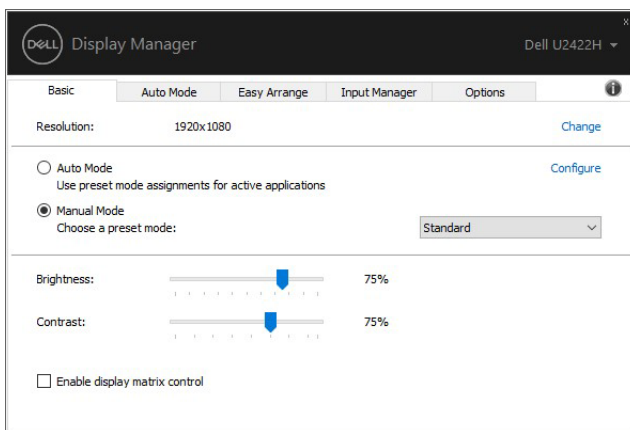 DELL Display Manager Dell U2422H
x
Basic Auto Mode Easy Arrange Input Manager Options i
Resolution: 1920x1080 Change
Auto Mode Configure
Use preset mode assignments for active applications
Manual Mode
Choose a preset mode: Standard
Brightness: 75%
Contrast: 75%
Enable display matrix control